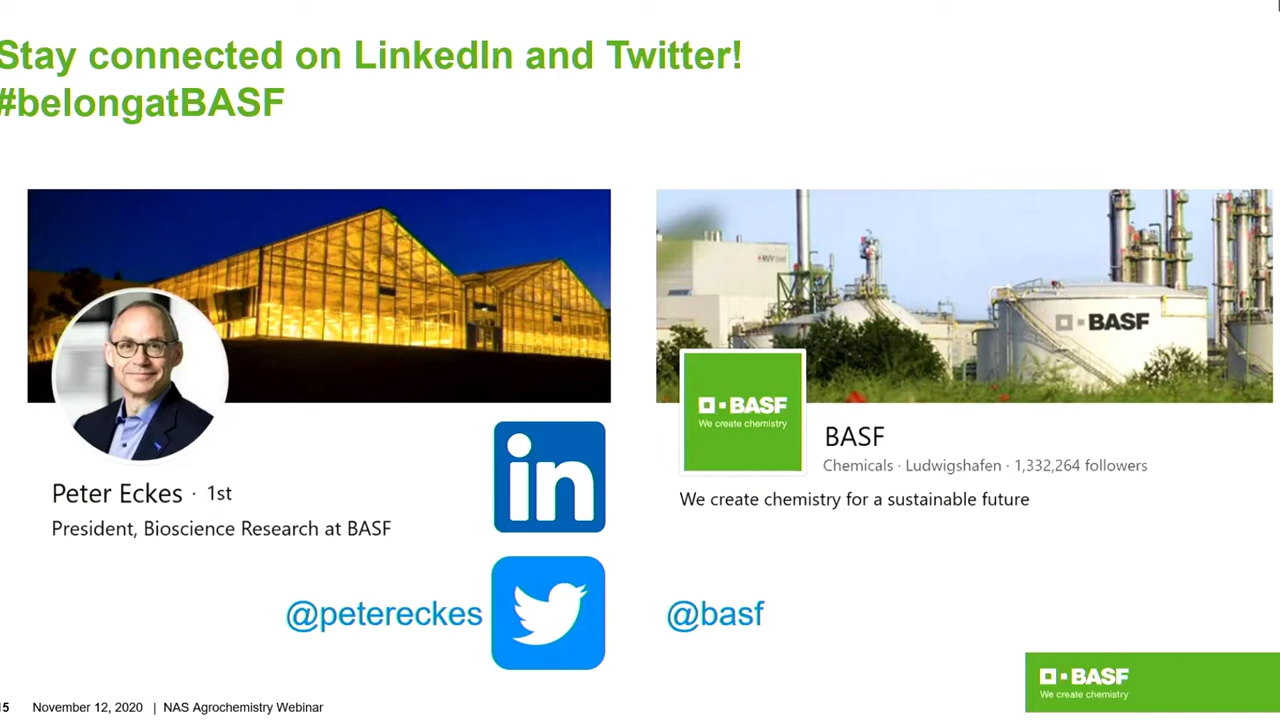 Stay connected on LinkedIn and Twitter!
#belongatBASF
BASF
BASF
We create chemistry
BASF
Chemicals · Ludwigshafen · 1,332,264 followers
We create chemistry for a sustainable future
Peter Eckes · 1st
President, Bioscience Research at BASF
in
@petereckes
@basf
BASF
We create chemistry
15 November 12, 2020 | NAS Agrochemistry Webinar